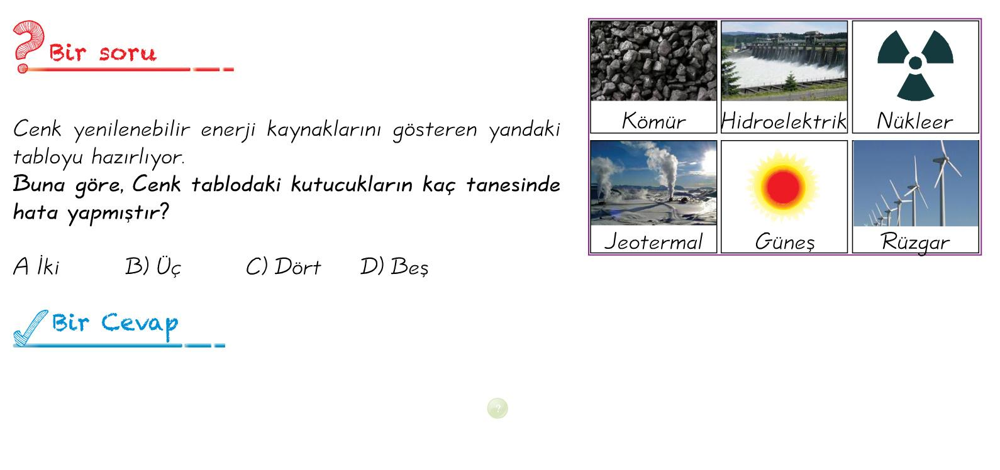 Bir soru
Cenk yenilenebilir enerji kaynaklarını gösteren yandaki
tabloyu hazırlıyor.
Buna göre, Cenk tablodaki kutucukların kaç tanesinde
hata yapmıştır?
A İki B) Üç C) Dört D) Beş
Kömür Hidroelektrik Nükleer
Jeotermal Güneş Rüzgar
Bir Cevap
?